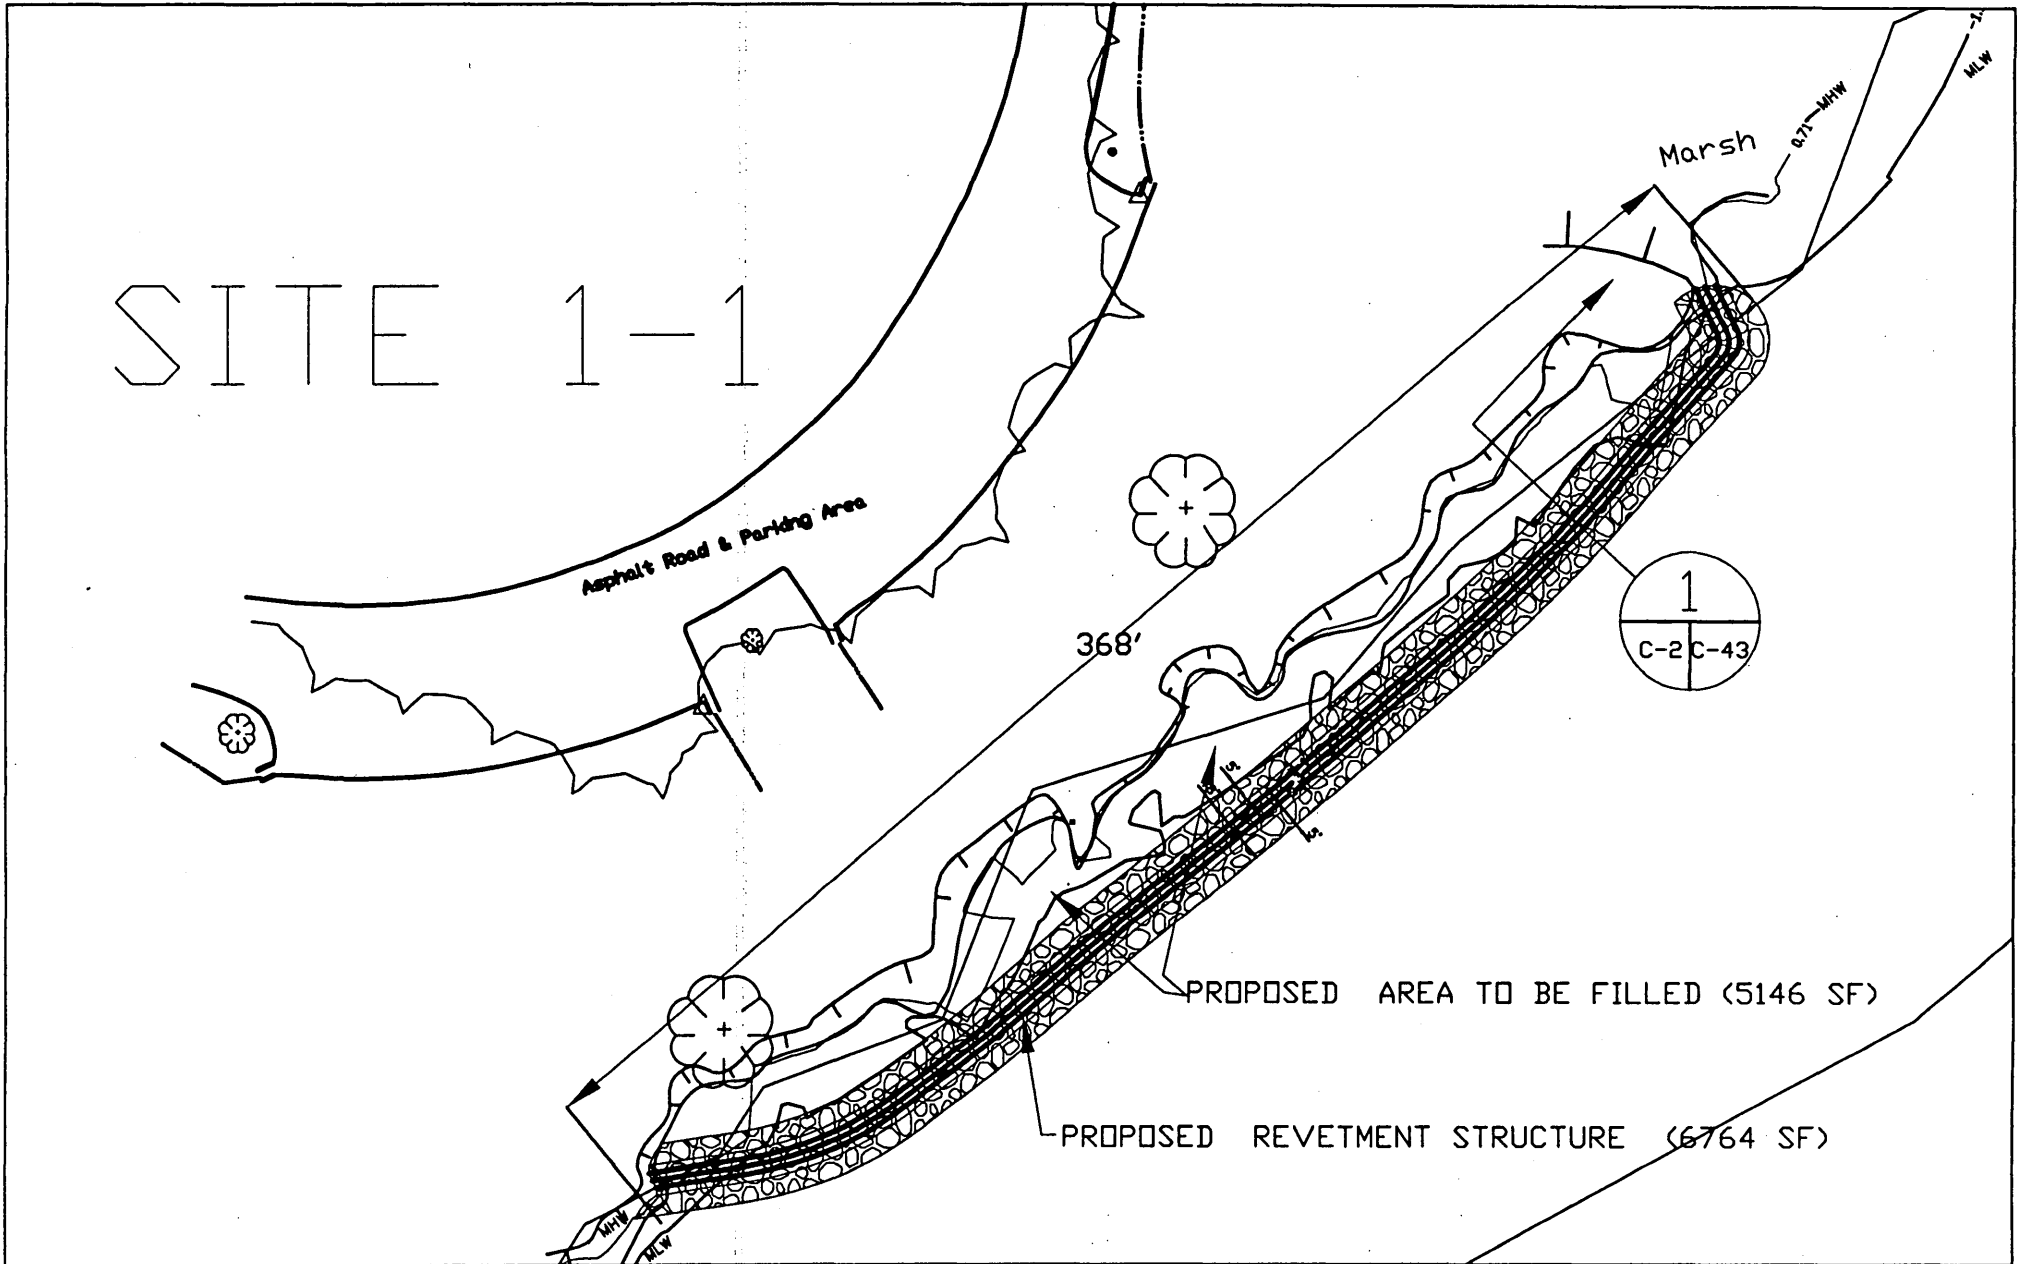 MLW
0.71
MHW
Marsh
SITE 1-1
Asphalt Road & Parking Area
368'
1
C-2 C-43
PROPOSED AREA TO BE FILLED (5146 SF)
PROPOSED REVETMENT STRUCTURE (6764 SF)
MHW
MLW